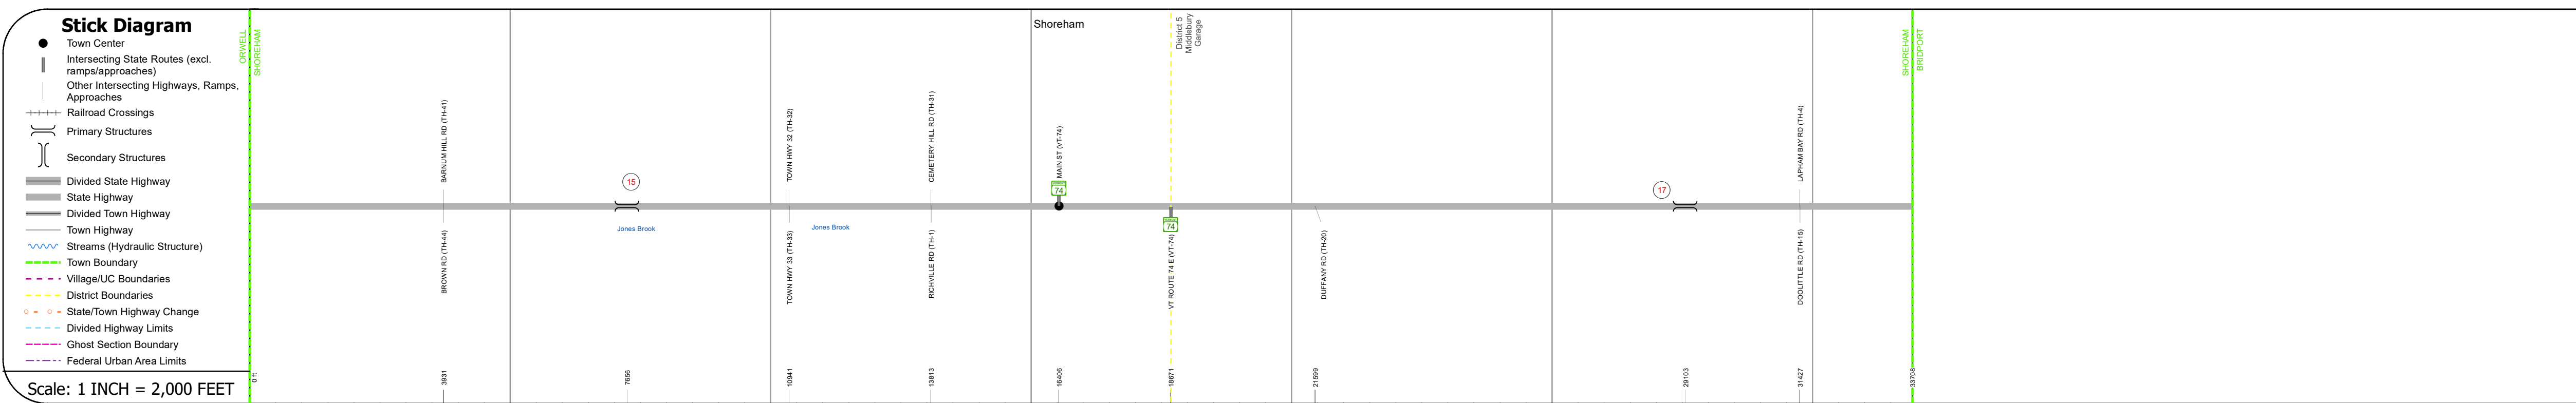 Stick Diagram
Town Center
Intersecting State Routes (excl.
ramps/approaches)
Other Intersecting Highways, Ramps,
Approaches
Railroad Crossings
Primary Structures
Secondary Structures
Divided State Highway
State Highway
Divided Town Highway
Town Highway
Streams (Hydraulic Structure)
Town Boundary
Village/UC Boundaries
District Boundaries
State/Town Highway Change
Divided Highway Limits
Ghost Section Boundary
Federal Urban Area Limits
Scale: 1 INCH = 2,000 FEET
ORWELL
SHOREHAM
0 ft
BARNUM HILL RD (TH-41)
BROWN RD (TH-44)
3931
15
Jones Brook
7656
TOWN HWY 32 (TH-32)
TOWN HWY 33 (TH-33)
10941
Jones Brook
CEMETERY HILL RD (TH-31)
RICHVILLE RD (TH-1)
13813
Shoreham
MAIN ST (VT-74)
74
16406
District 5
Middlebury
Garage
74
VT ROUTE 74 E (VT-74)
18671
DUFFANY RD (TH-20)
21599
17
29103
LAPHAM BAY RD (TH-4)
DOOLITTLE RD (TH-15)
31427
SHOREHAM
BRIDPORT
33708